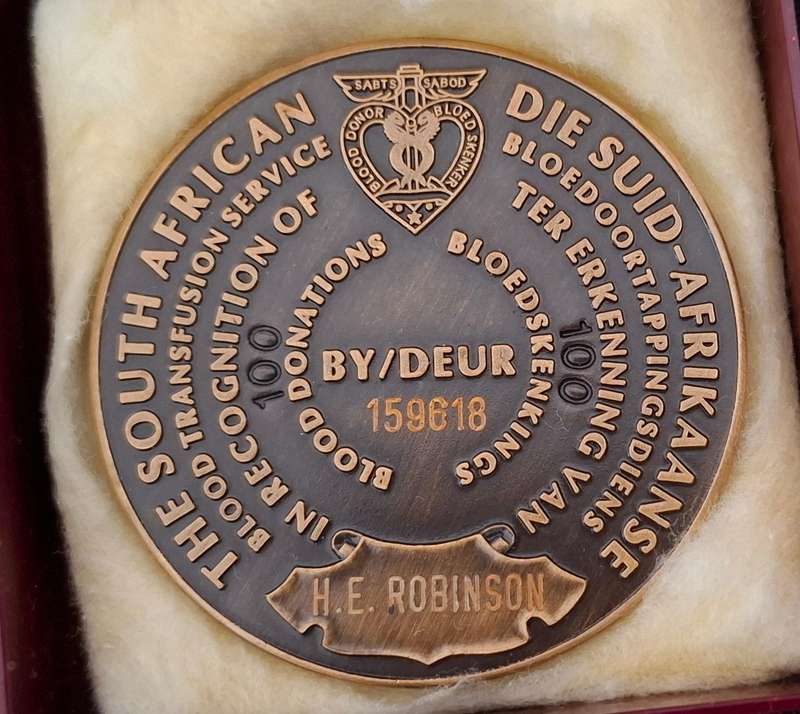 SABTS SABOD
BLOOD DONOR BLOED SKENKER
THE SOUTH AFRICAN
BLOOD TRANSFUSION SERVICE
IN RECOGNITION OF
100
BLOOD DONATIONS
DIE SUID-AFRIKAANSE
BLOEDOORTAPPINGSDIENS
TER ERKENNING VAN
100
BLOEDSKENKINGS
BY/DEUR
159618
H.E. ROBINSON